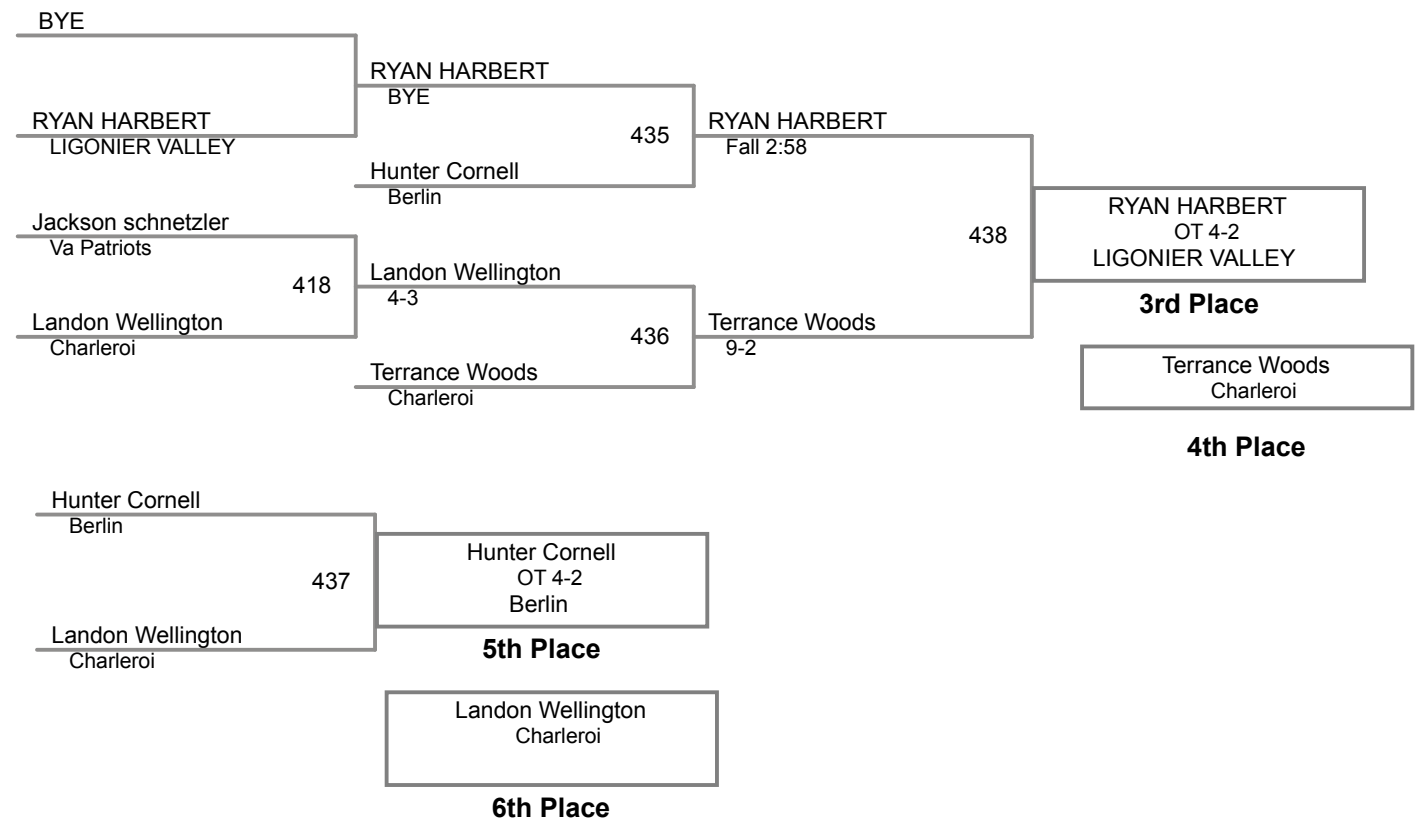 BYE
RYAN HARBERT
BYE
RYAN HARBERT
LIGONIER VALLEY
435
RYAN HARBERT
Fall 2:58
Hunter Cornell
Berlin
Jackson schnetzler
Va Patriots
438
RYAN HARBERT
OT 4-2
LIGONIER VALLEY
3rd Place
418
Landon Wellington
4-3
Landon Wellington
Charleroi
436
Terrance Woods
9-2
Terrance Woods
Charleroi
Terrance Woods
Charleroi
4th Place
Hunter Cornell
Berlin
437
Hunter Cornell
OT 4-2
Berlin
5th Place
Landon Wellington
Charleroi
Landon Wellington
Charleroi
6th Place